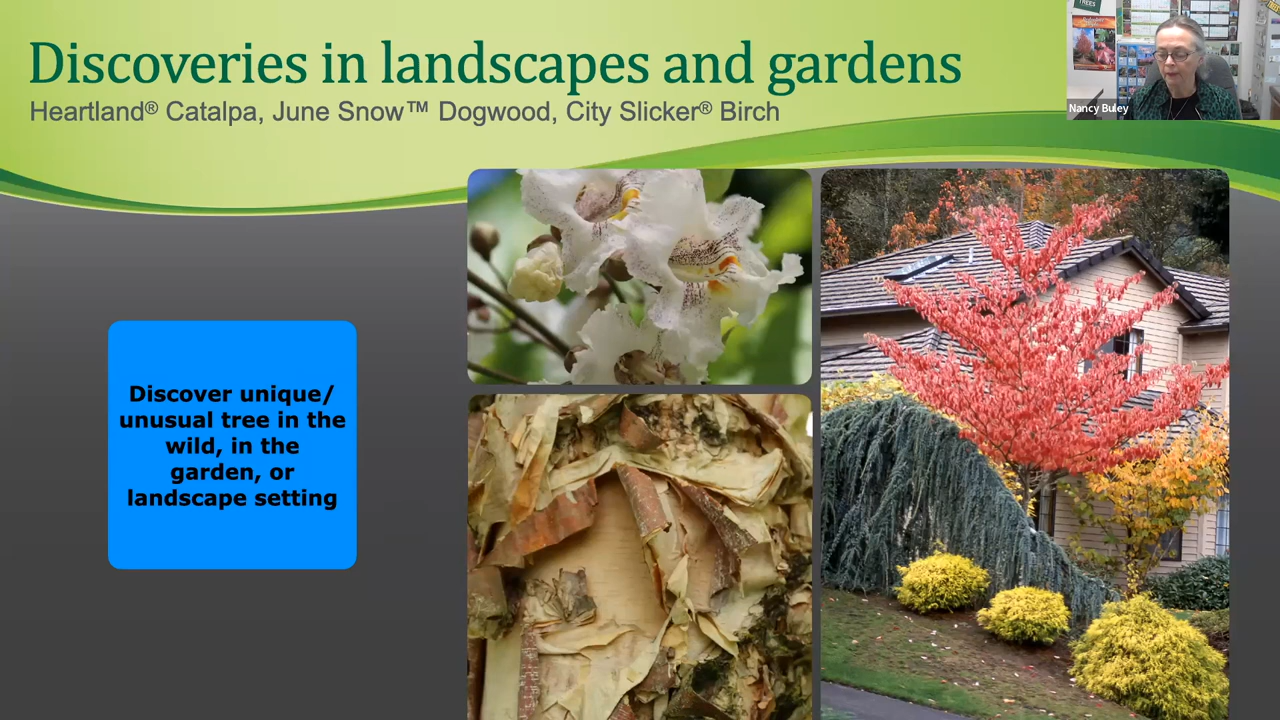 Discoveries in landscapes and gardens
Heartland® Catalpa, June Snow™ Dogwood, City Slicker® Birch
TREES
Nancy Buley
Discover unique/
unusual tree in the
wild, in the
garden, or
landscape setting